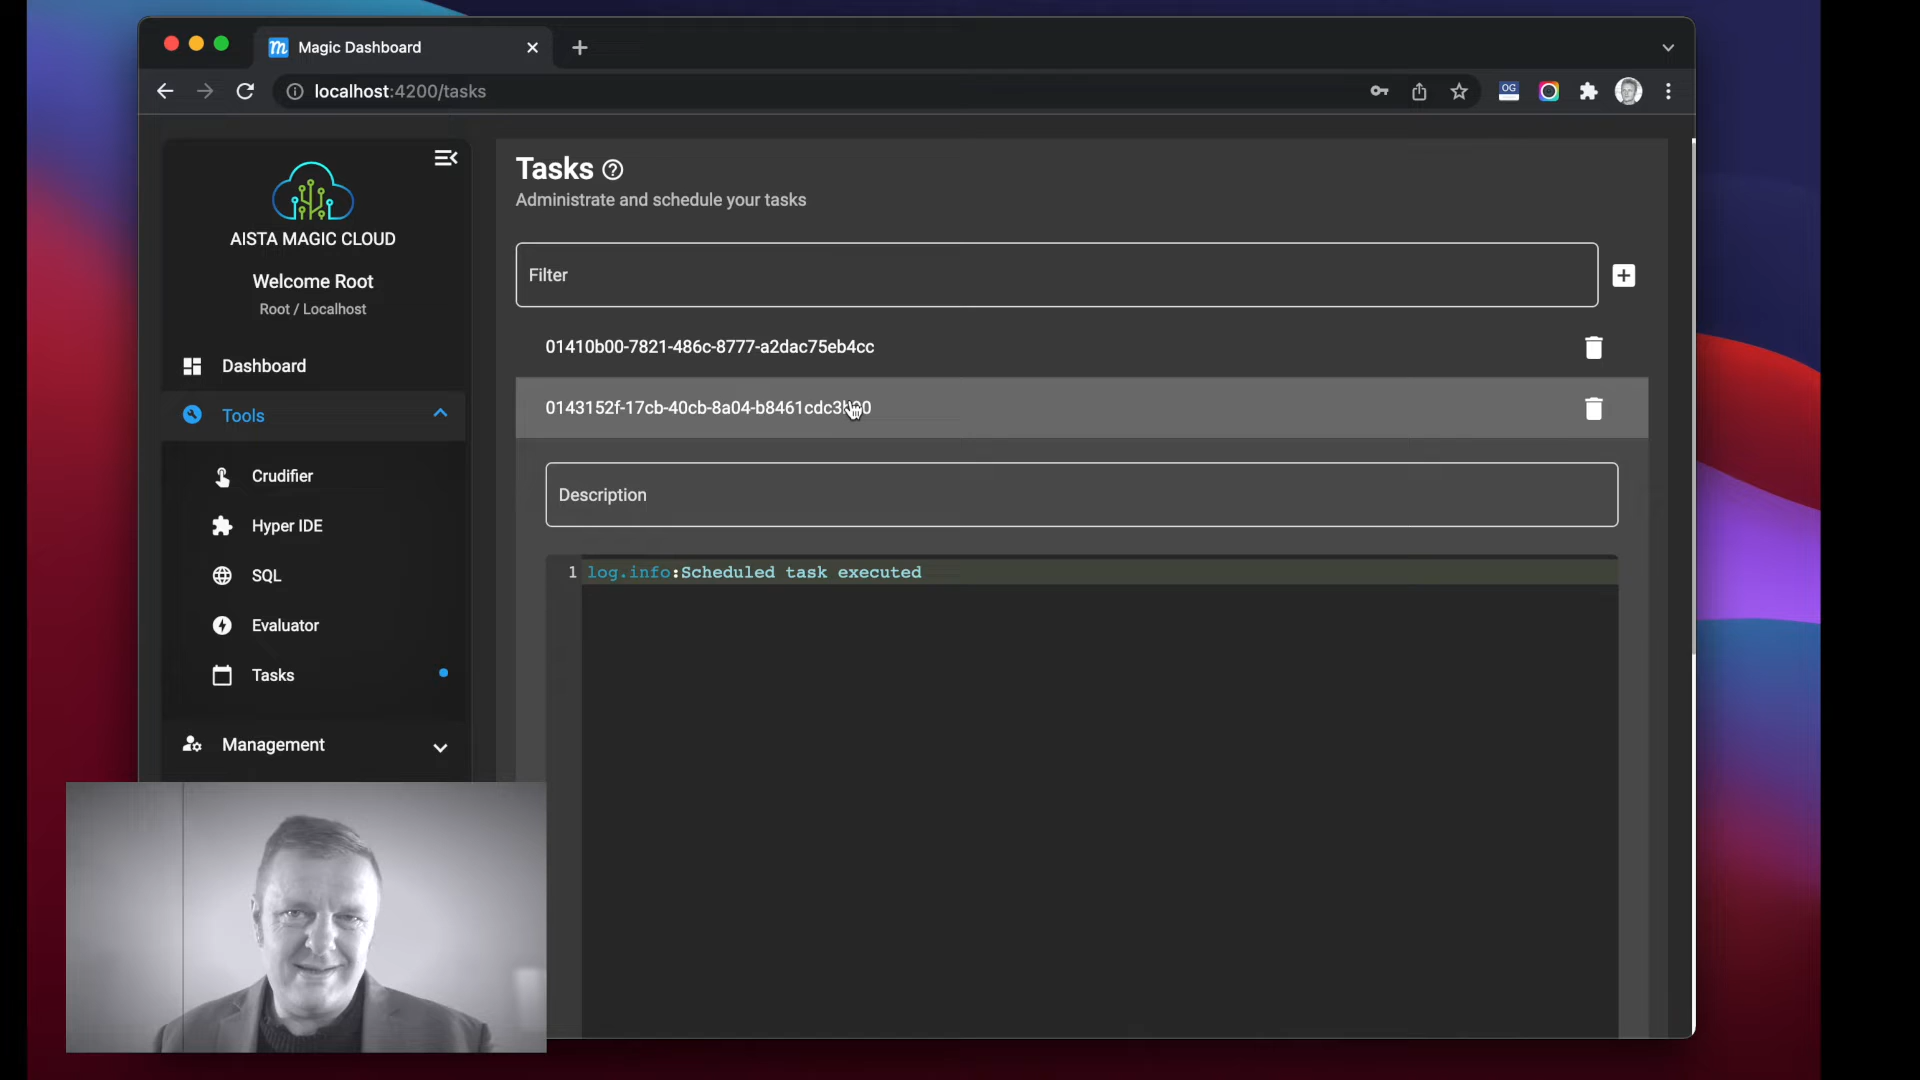 Magic Dashboard
localhost:4200/tasks
OG
AISTA MAGIC CLOUD
Welcome Root
Root / Localhost
Dashboard
Tools
Crudifier
Hyper IDE
SQL
Evaluator
Tasks
Management
Tasks
Administrate and schedule your tasks
Filter
01410b00-7821-486c-8777-a2dac75eb4cc
Description
1 log.info:Scheduled task executed